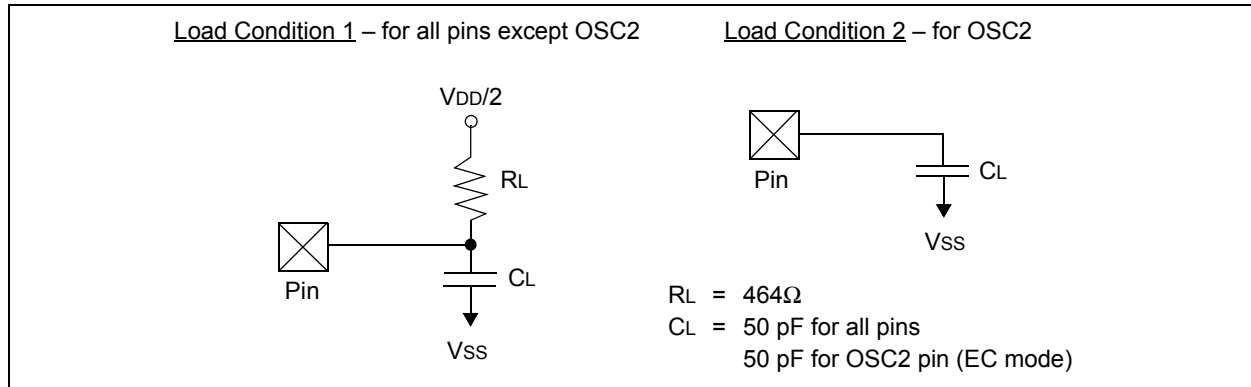 Load Condition 1 – for all pins except OSC2
Load Condition 2 – for OSC2
VDD/2
RL
Pin
CL
VSS
Pin
CL
VSS
RL = 464Ω
CL = 50 pF for all pins
50 pF for OSC2 pin (EC mode)